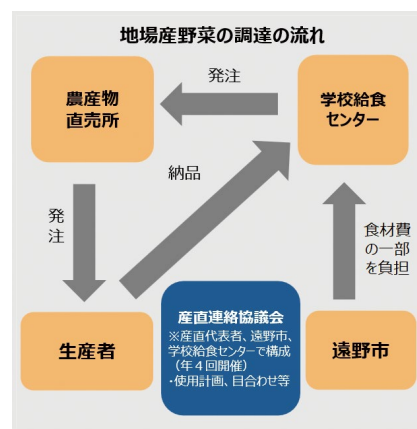 地場産野菜の調達の流れ
農産物
直売所
発注
学校給食
センター
発
注
納品
食材費
の一部
を負担
生産者
産直連絡協議会
※産直代表者、遠野市、
学校給食センターで構成
（年４回開催）
・使用計画、目合わせ等
遠野市